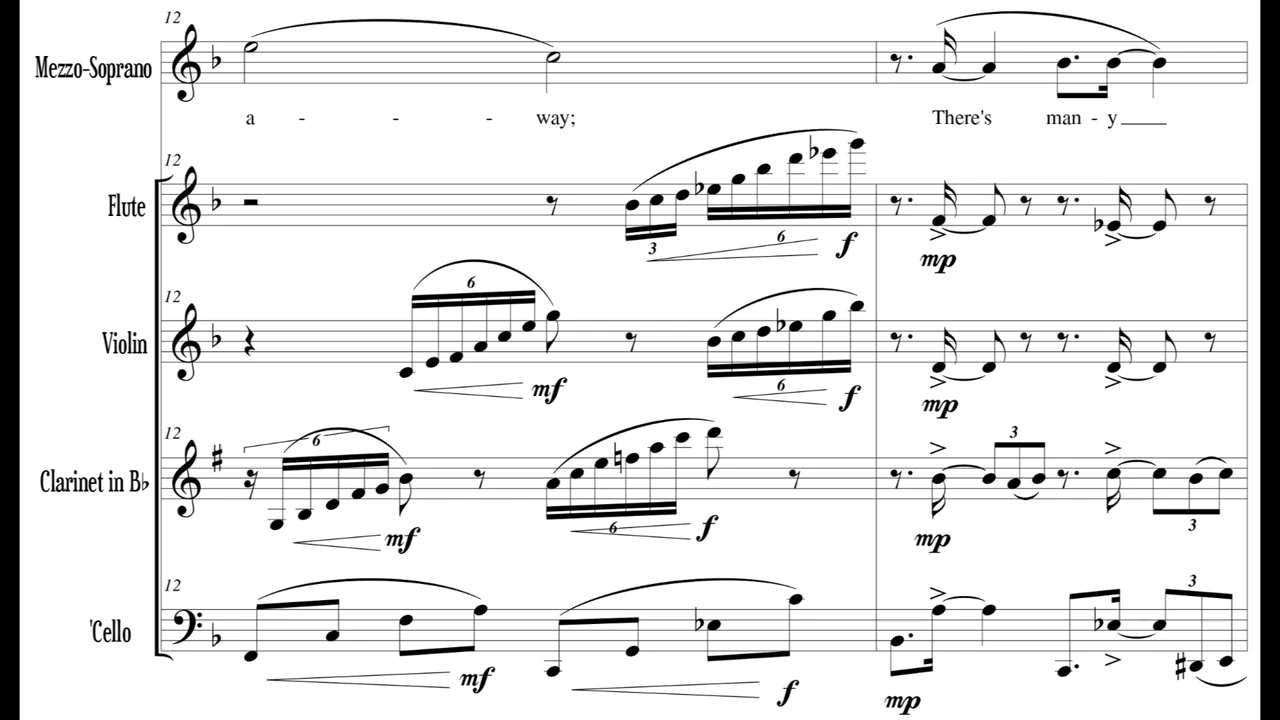 12
Mezzo-Soprano
a - - - way; There's man - y
12
Flute
3 6 f
mp
12
6
Violin
mf 6 f
mp
12
6 3
Clarinet in B♭
mf 6 f
mp 3
12
3
'Cello
mf f mp